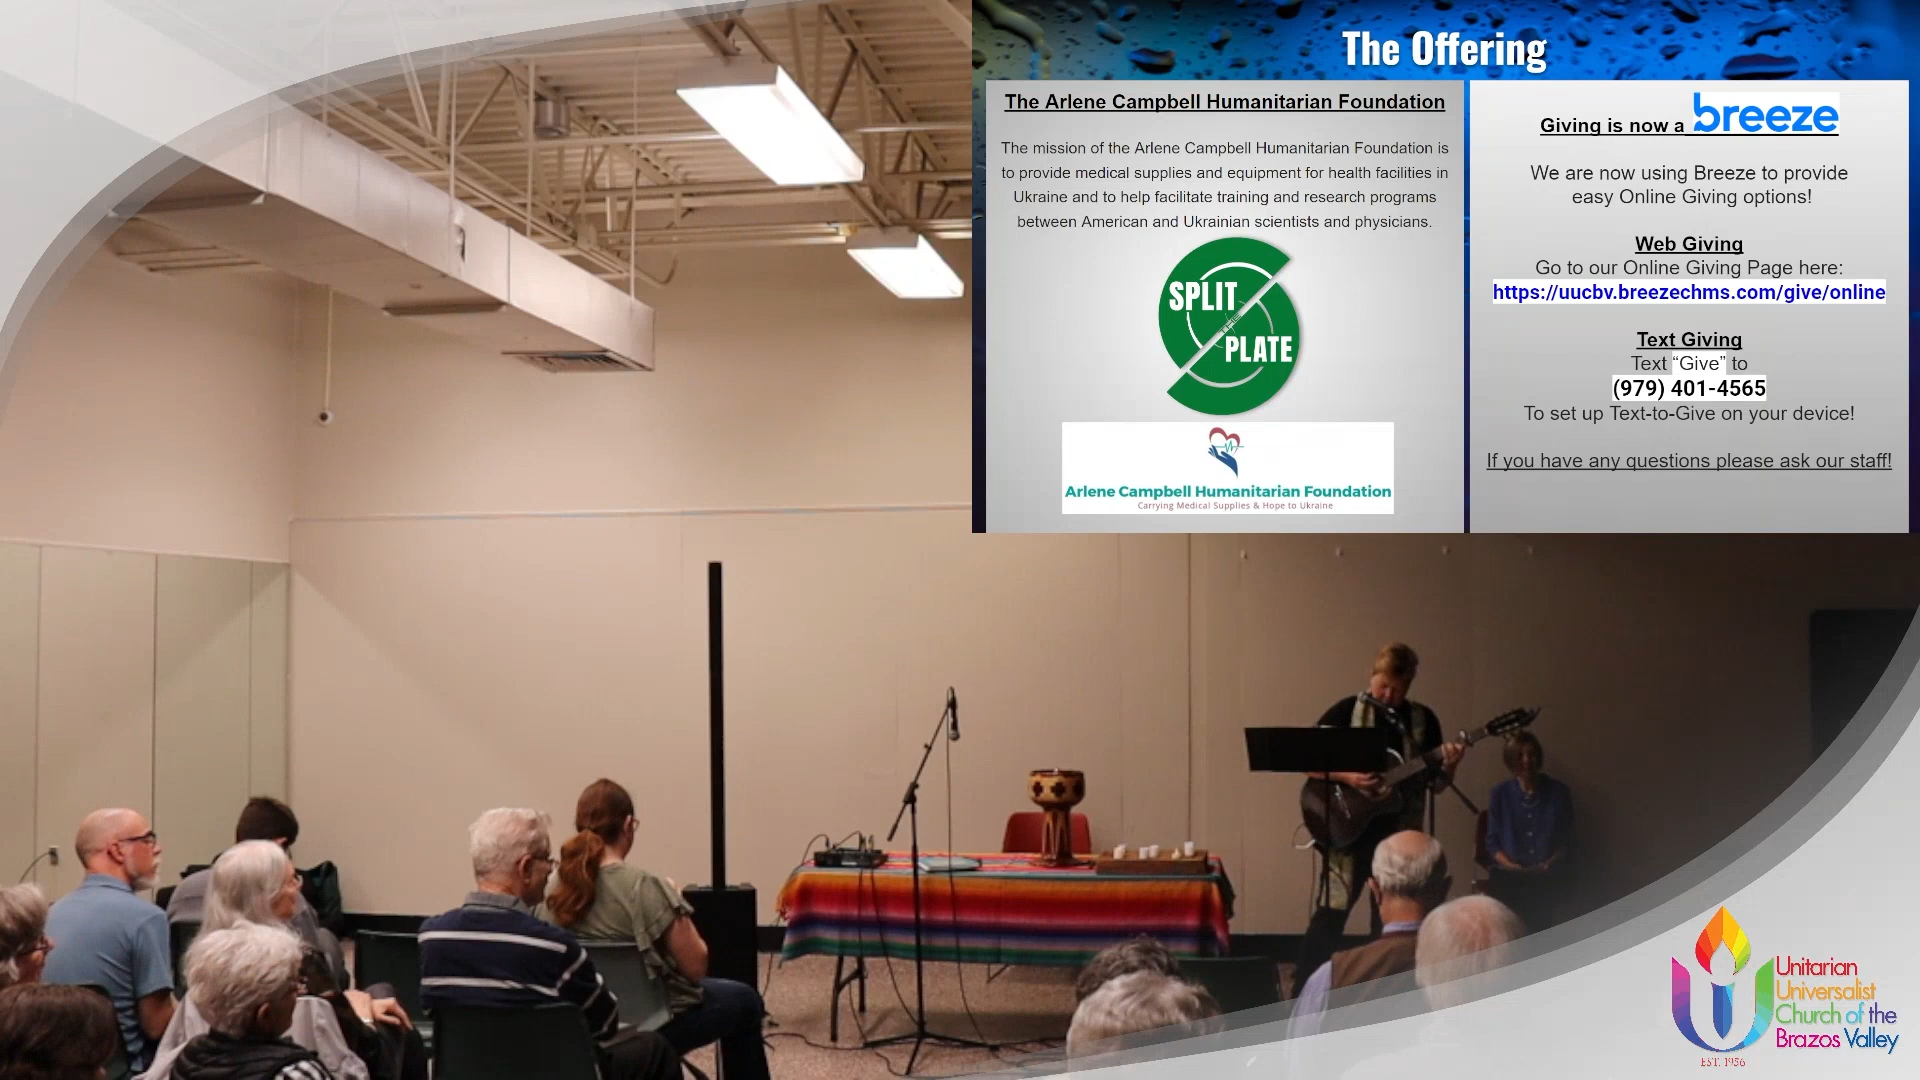 The Offering
The Arlene Campbell Humanitarian Foundation
The mission of the Arlene Campbell Humanitarian Foundation is
to provide medical supplies and equipment for health facilities in
Ukraine and to help facilitate training and research programs
between American and Ukrainian scientists and physicians.
SPLIT
THE
PLATE
Arlene Campbell Humanitarian Foundation
Carrying Medical Supplies & Hope to Ukraine
Giving is now a breeze
We are now using Breeze to provide
easy Online Giving options!
Web Giving
Go to our Online Giving Page here:
https://uucbv.breezechms.com/give/online
Text Giving
Text “Give” to
(979) 401-4565
To set up Text-to-Give on your device!
If you have any questions please ask our staff!
Unitarian
Universalist
Church of the
Brazos Valley
EST. 1956